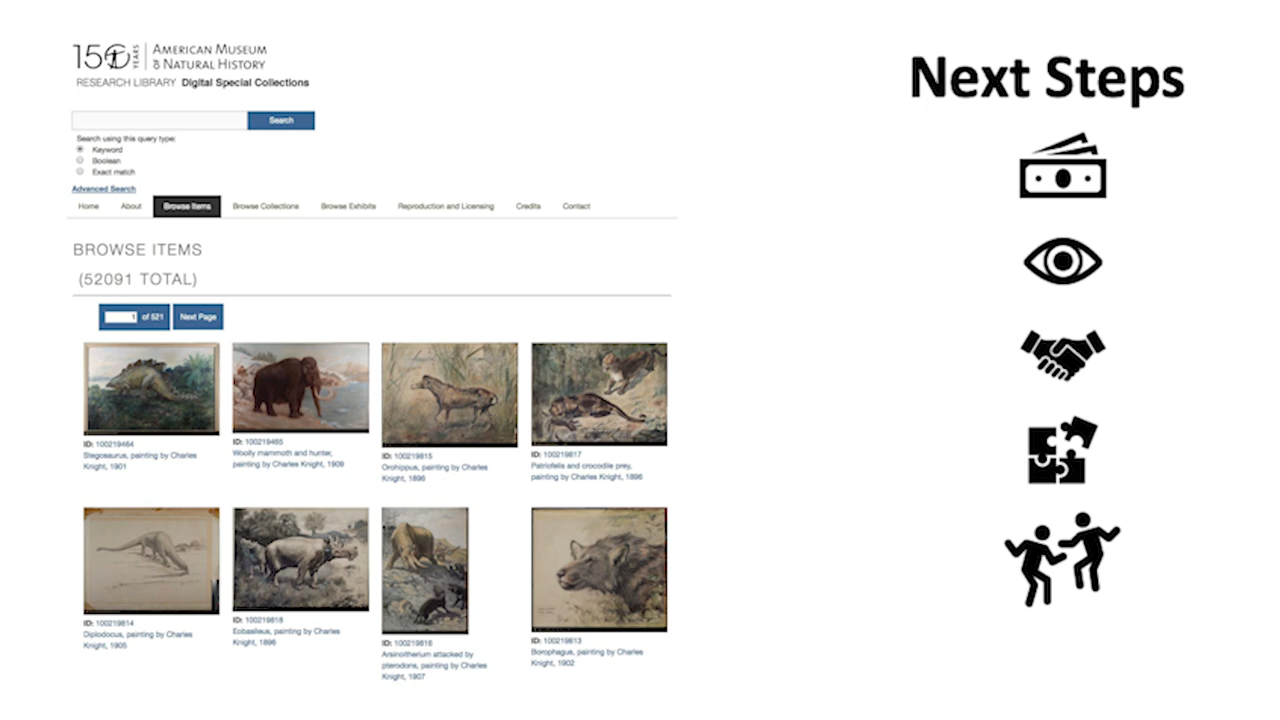 150 YEARS
AMERICAN MUSEUM
& NATURAL HISTORY
RESEARCH LIBRARY Digital Special Collections
Search
Search using this query type:
Keyword
Boolean
Exact match
Advanced Search
Home About Browse Items Browse Collections Browse Exhibits Reproduction and Licensing Credits Contact
BROWSE ITEMS
(52091 TOTAL)
1 of 521 Next Page
ID: 100219464
Stegosaurus, painting by Charles
Knight, 1901
ID: 100219465
Woolly mammoth and hunter,
painting by Charles Knight, 1909
ID: 100219815
Orohippus, painting by Charles
Knight, 1896
ID: 100219817
Patriofelis and crocodile prey,
painting by Charles Knight, 1896
ID: 100219814
Diplodocus, painting by Charles
Knight, 1905
ID: 100219818
Eobasileus, painting by Charles
Knight, 1896
ID: 100219816
Arsinoitherium attacked by
pterodons, painting by Charles
Knight, 1907
ID: 100219813
Borophagus, painting by Charles
Knight, 1902
Next Steps